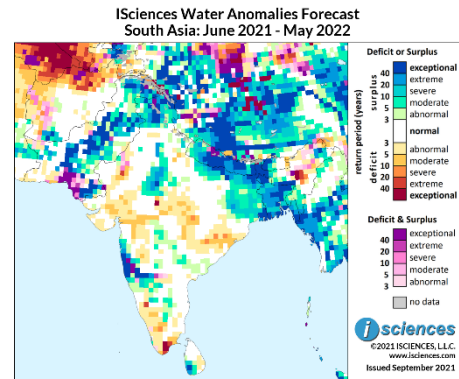 ISciences Water Anomalies Forecast
South Asia: June 2021 - May 2022
Deficit or Surplus
exceptional
40
extreme
20
severe
10
moderate
5
abnormal
3
normal
3
abnormal
5
moderate
10
severe
20
extreme
40
exceptional
return period (years)
surplus
deficit
Deficit & Surplus
exceptional
40
extreme
20
severe
10
moderate
5
abnormal
3
no data
isciences
©2021 ISCIENCES, L.L.C.
www.isciences.com
Issued September 2021